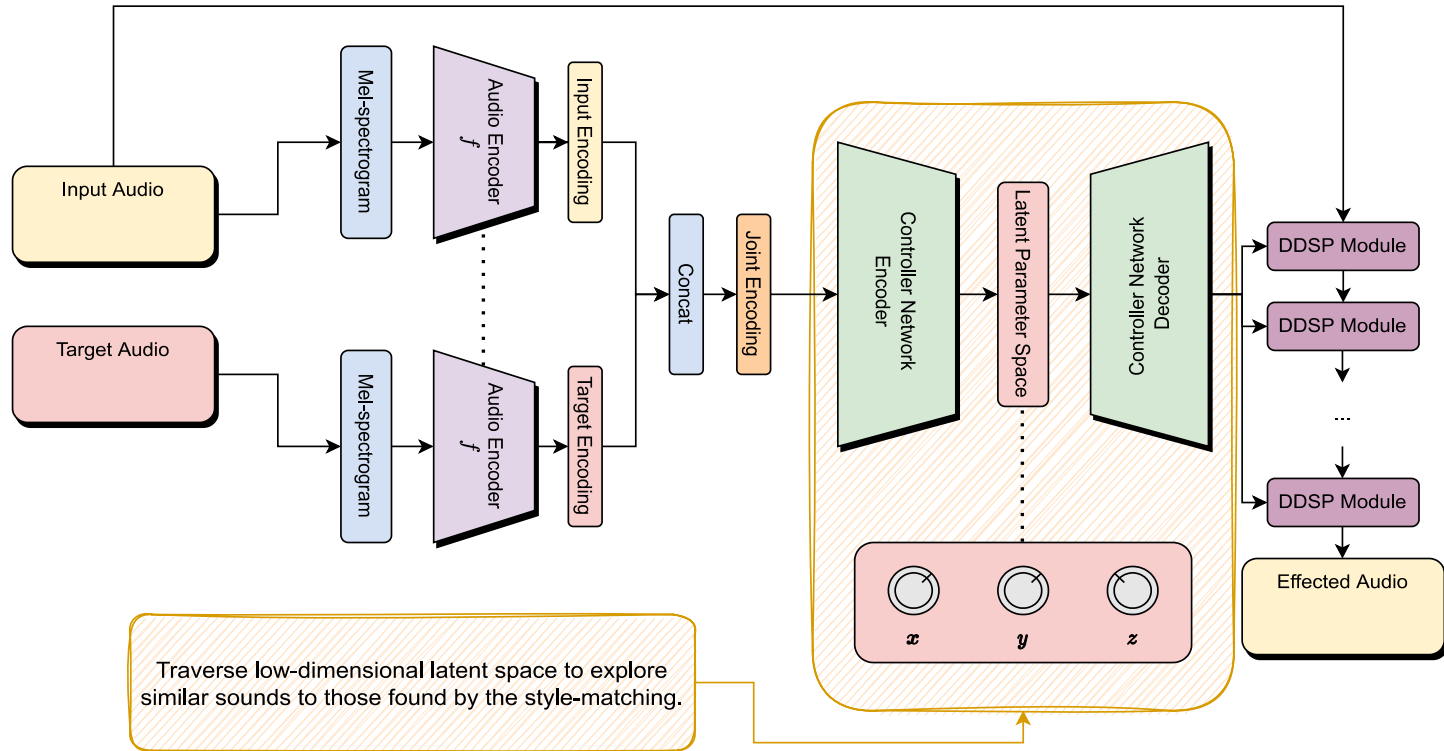 Input Audio
Target Audio
Mel-spectrogram
Audio Encoder
f
Input Encoding
Mel-spectrogram
Audio Encoder
f
Target Encoding
Concat
Joint Encoding
Controller Network
Encoder
Latent Parameter Space
Controller Network
Decoder
x
y
z
DDSP Module
DDSP Module
...
DDSP Module
Effected Audio
Traverse low-dimensional latent space to explore
similar sounds to those found by the style-matching.